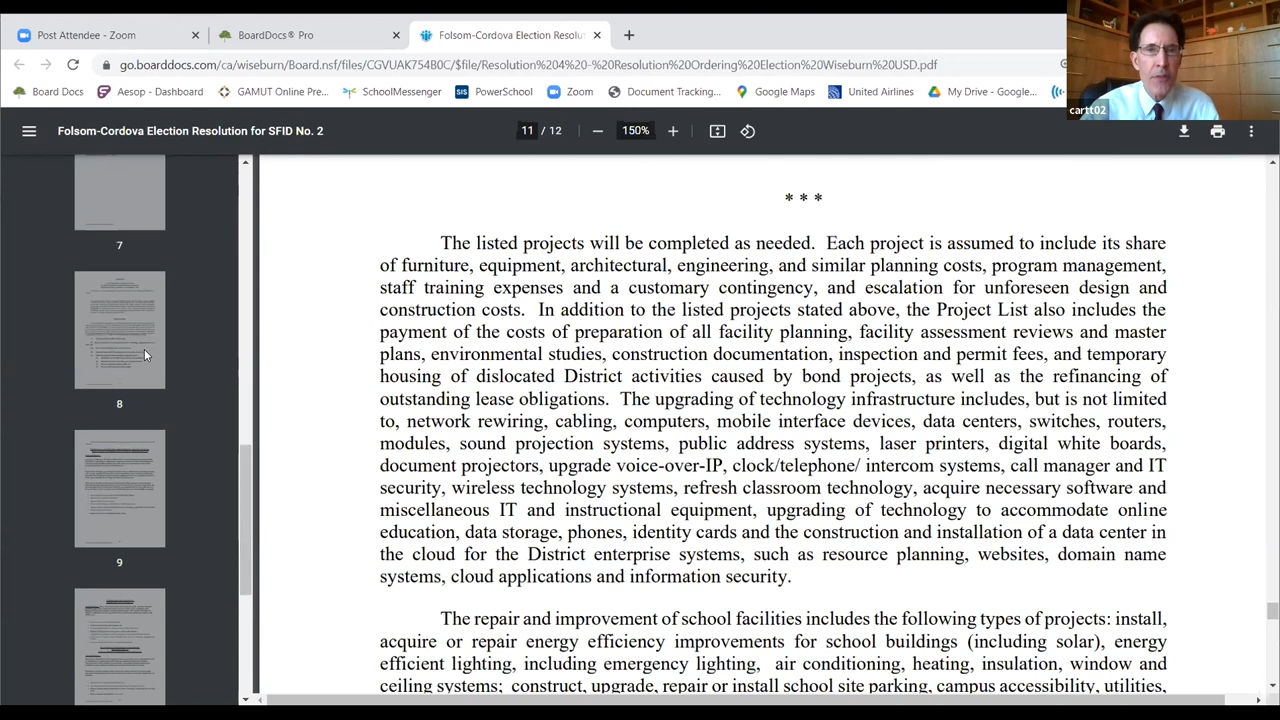 Post Attendee - Zoom
BoardDocs® Pro
Folsom-Cordova Election Resolut
go.boarddocs.com/ca/wiseburn/Board.nsf/files/CGVUAK754B0C/$file/Resolution%204%20-%20Resolution%20Ordering%20Election%20Wiseburn%20USD.pdf
Board Docs
Aesop - Dashboard
GAMUT Online Pre...
SchoolMessenger
SIS PowerSchool
Zoom
Document Tracking...
Google Maps
United Airlines
My Drive - Google...
cartt02
Folsom-Cordova Election Resolution for SFID No. 2
11 / 12
150%
7
8
9
* * *
The listed projects will be completed as needed. Each project is assumed to include its share
of furniture, equipment, architectural, engineering, and similar planning costs, program management,
staff training expenses and a customary contingency, and escalation for unforeseen design and
construction costs. In addition to the listed projects stated above, the Project List also includes the
payment of the costs of preparation of all facility planning, facility assessment reviews and master
plans, environmental studies, construction documentation, inspection and permit fees, and temporary
housing of dislocated District activities caused by bond projects, as well as the refinancing of
outstanding lease obligations. The upgrading of technology infrastructure includes, but is not limited
to, network rewiring, cabling, computers, mobile interface devices, data centers, switches, routers,
modules, sound projection systems, public address systems, laser printers, digital white boards,
document projectors, upgrade voice-over-IP, clock/telephone/ intercom systems, call manager and IT
security, wireless technology systems, refresh classroom technology, acquire necessary software and
miscellaneous IT and instructional equipment, upgrading of technology to accommodate online
education, data storage, phones, identity cards and the construction and installation of a data center in
the cloud for the District enterprise systems, such as resource planning, websites, domain name
systems, cloud applications and information security.
The repair and improvement of school facilities includes the following types of projects: install,
acquire or repair energy efficiency improvements for school buildings (including solar), energy
efficient lighting, including emergency lighting, air conditioning, heating, insulation, window and
ceiling systems; construct, upgrade, repair or install school site parking, campus accessibility, utilities,